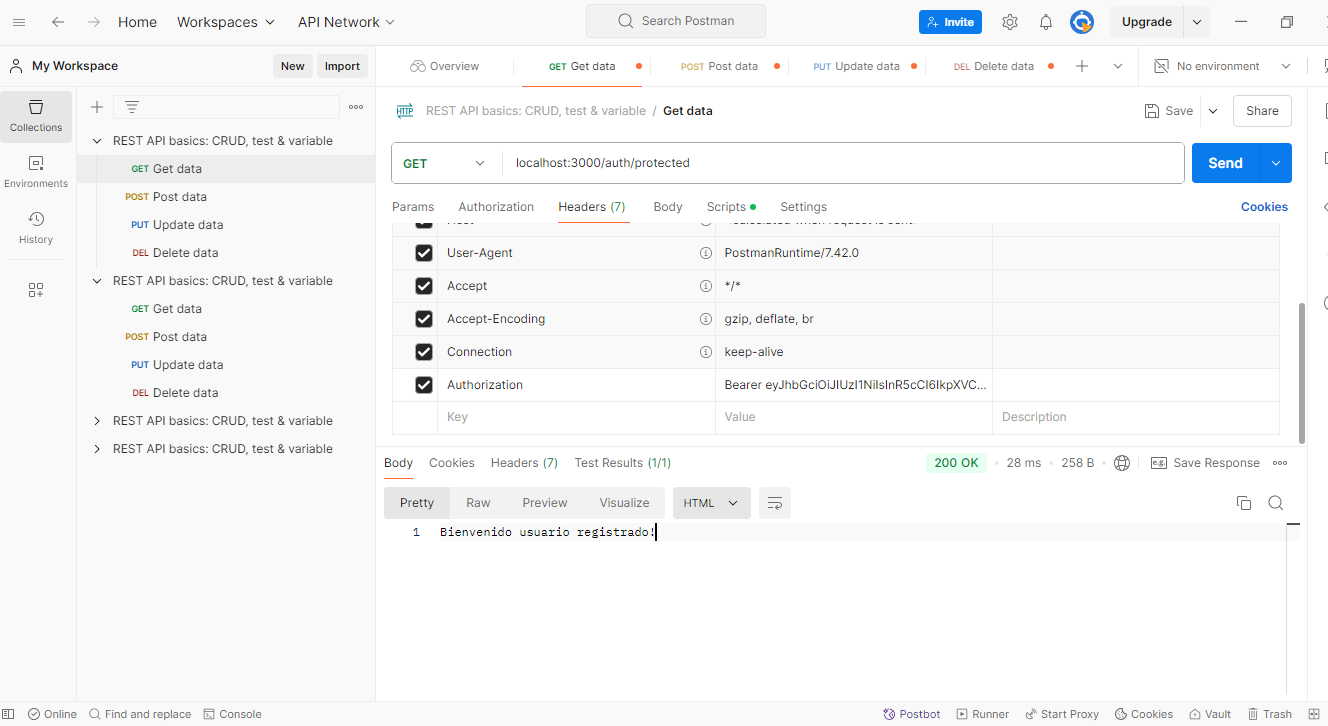 Home Workspaces API Network Search Postman Invite Upgrade
My Workspace New Import Overview GET Get data POST Post data PUT Update data DEL Delete data No environment
Collections
Environments
History
REST API basics: CRUD, test & variable
GET Get data
POST Post data
PUT Update data
DEL Delete data
REST API basics: CRUD, test & variable
GET Get data
POST Post data
PUT Update data
DEL Delete data
REST API basics: CRUD, test & variable
REST API basics: CRUD, test & variable
HTTP REST API basics: CRUD, test & variable / Get data Save Share
GET localhost:3000/auth/protected Send
Params Authorization Headers (7) Body Scripts Settings Cookies
User-Agent PostmanRuntime/7.42.0
Accept */*
Accept-Encoding gzip, deflate, br
Connection keep-alive
Authorization Bearer eyJhbGciOiJIUzI1NiIsInR5cCI6IkpXVC...
Key Value Description
Body Cookies Headers (7) Test Results (1/1) 200 OK 28 ms 258 B Save Response
Pretty Raw Preview Visualize HTML
1 Bienvenido usuario registrado!
Online Find and replace Console Postbot Runner Start Proxy Cookies Vault Trash